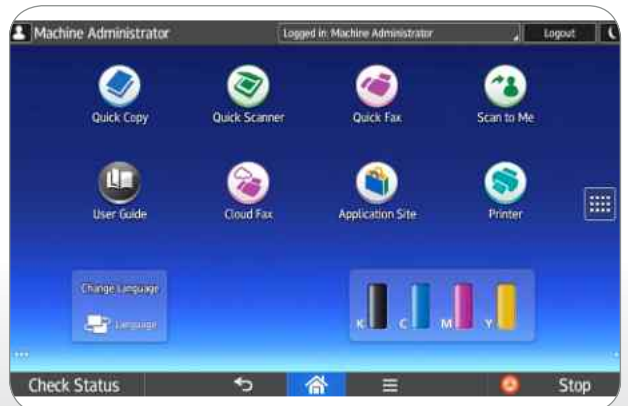 Machine Administrator Logged in: Machine Administrator Logout
Quick Copy Quick Scanner Quick Fax Scan to Me
User Guide Cloud Fax Application Site Printer
Change Language
Language
K C M Y
Check Status Stop